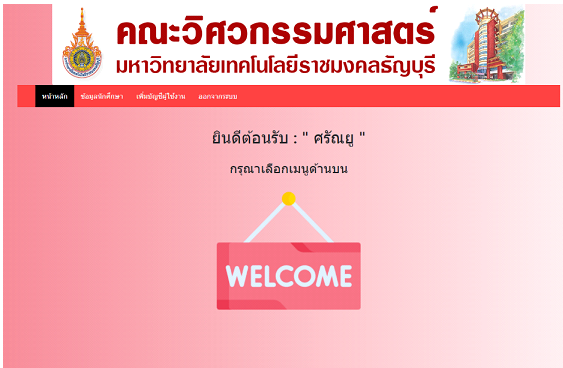 คณะวิศวกรรมศาสตร์
มหาวิทยาลัยเทคโนโลยีราชมงคลธัญบุรี
หน้าหลัก ข้อมูลนักศึกษา เพิ่มบัญชีผู้ใช้งาน ออกจากระบบ
ยินดีต้อนรับ : " ศรัณยู "
กรุณาเลือกเมนูด้านบน
WELCOME